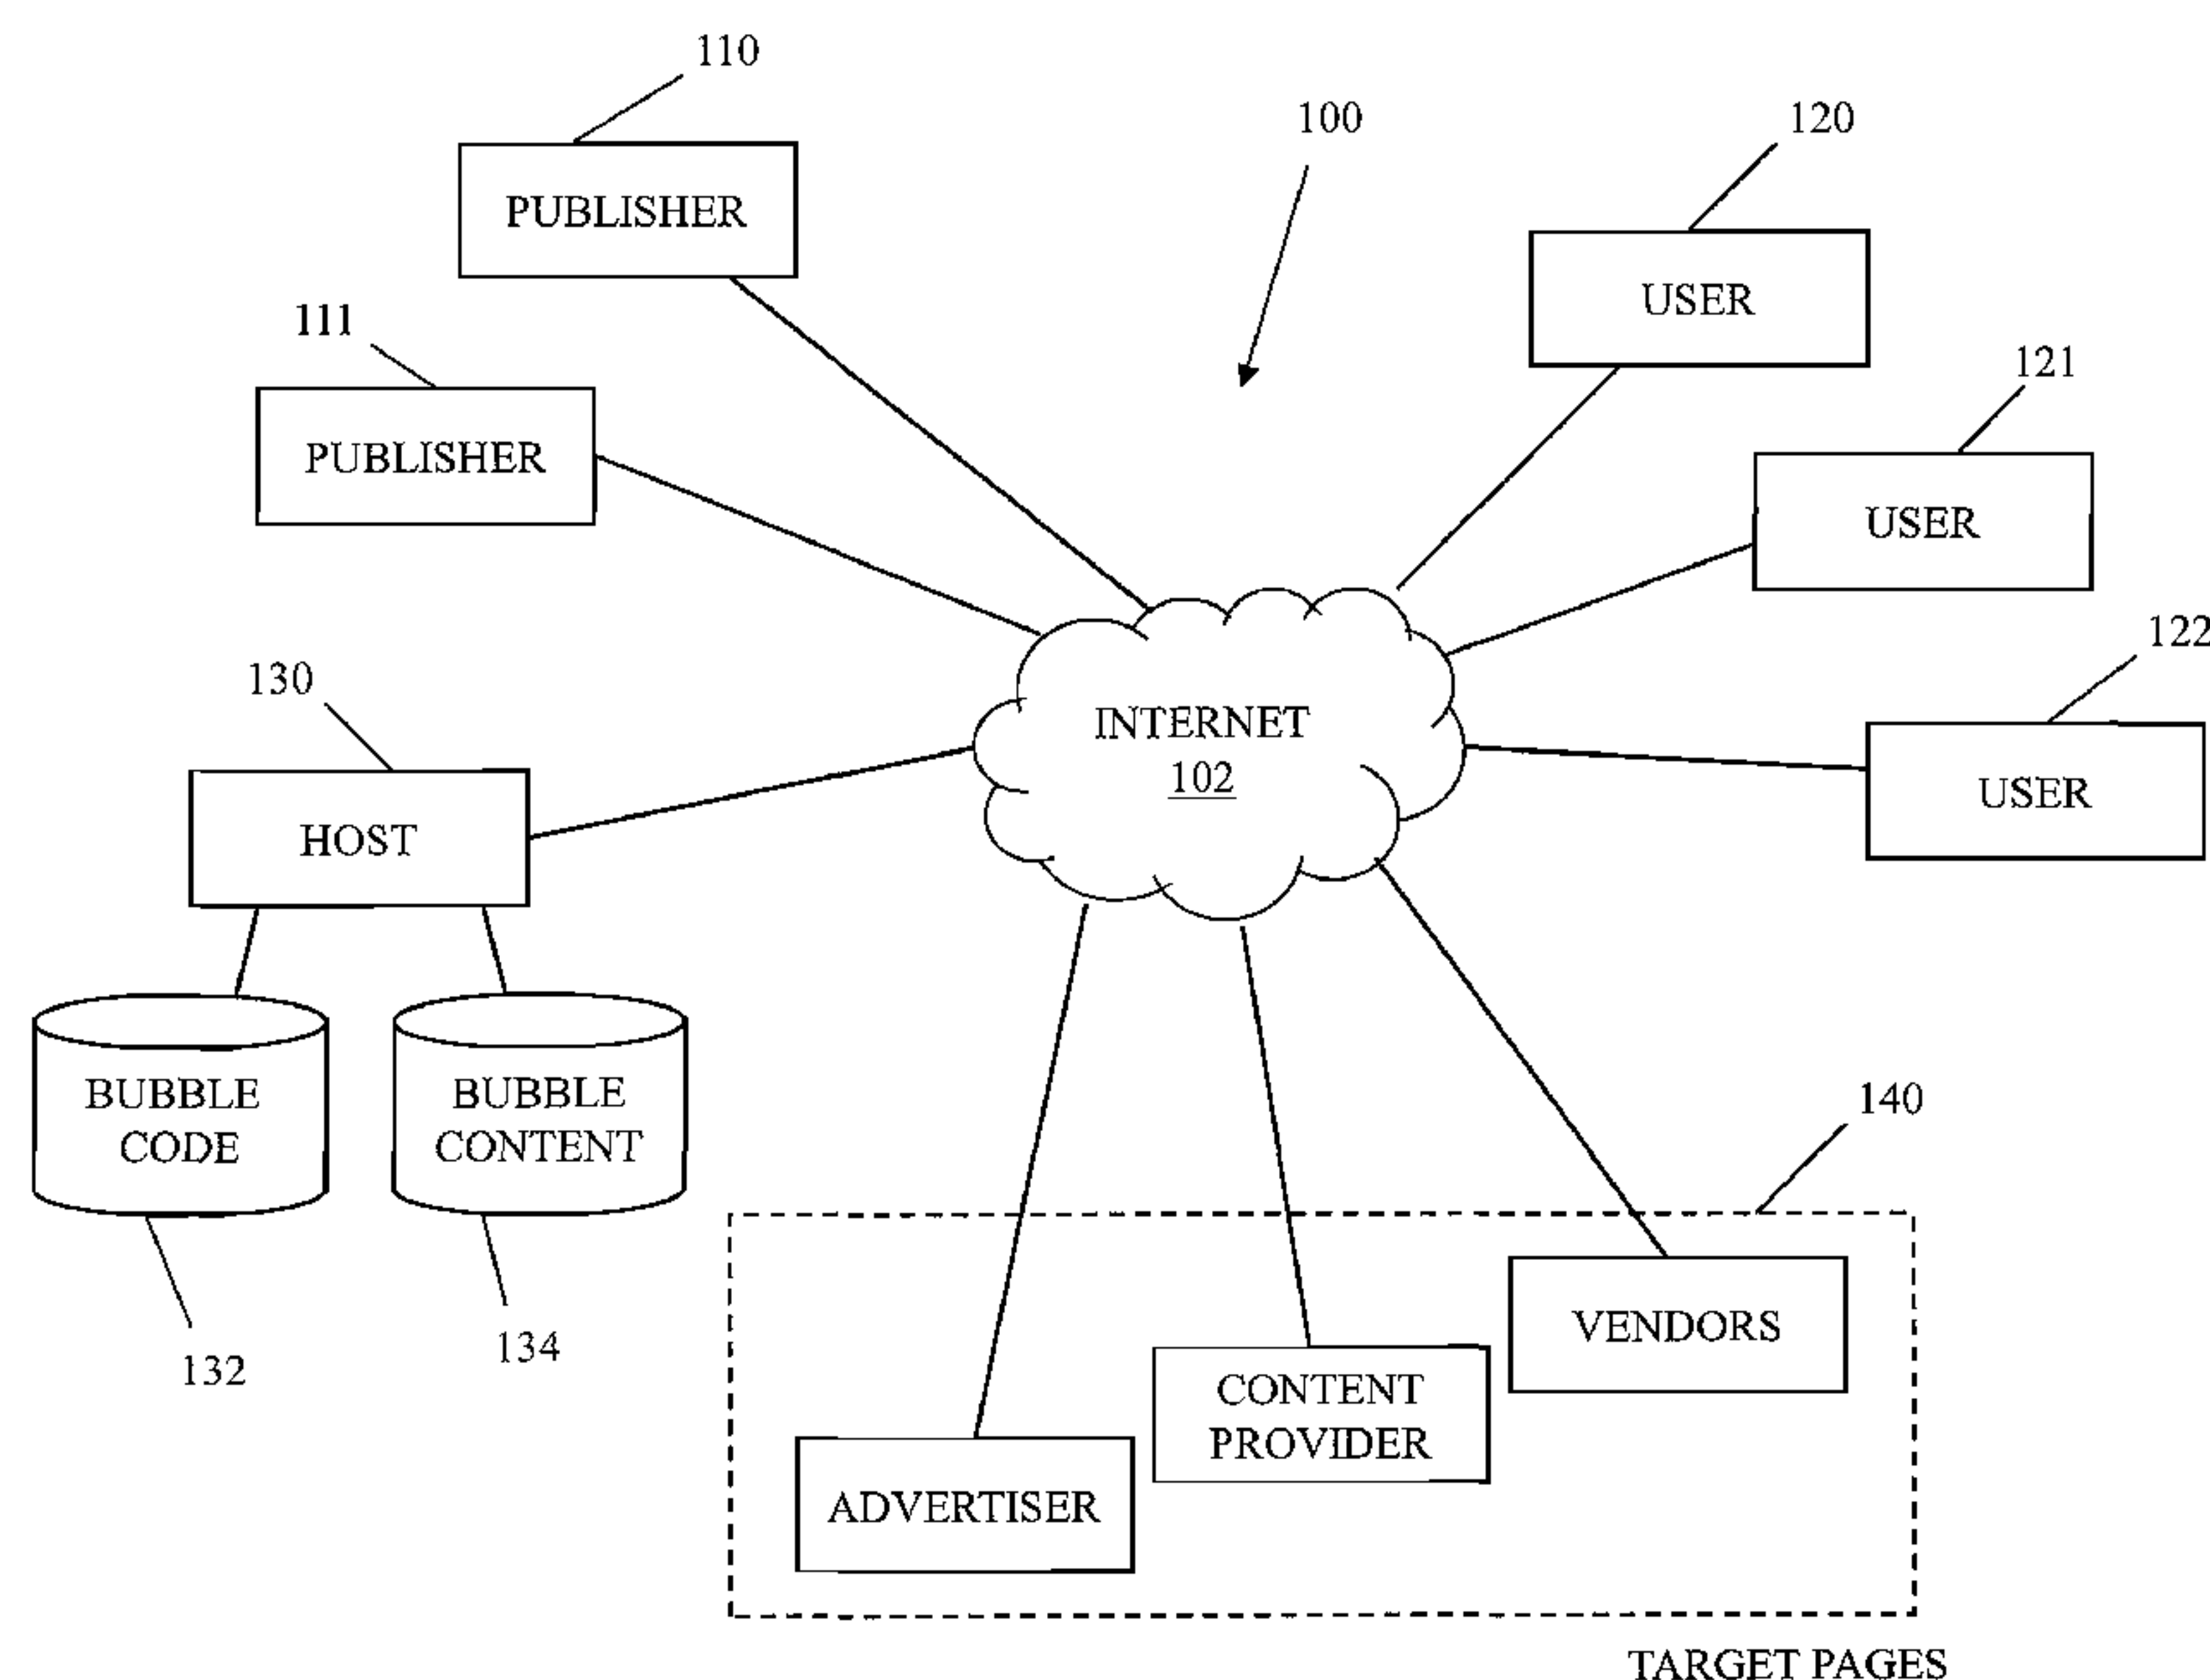 110
100
120
PUBLISHER
USER
111
121
PUBLISHER
USER
122
130
INTERNET
102
USER
HOST
BUBBLE
CODE
BUBBLE
CONTENT
140
132
134
VENDORS
CONTENT
PROVIDER
ADVERTISER
TARGET PAGES